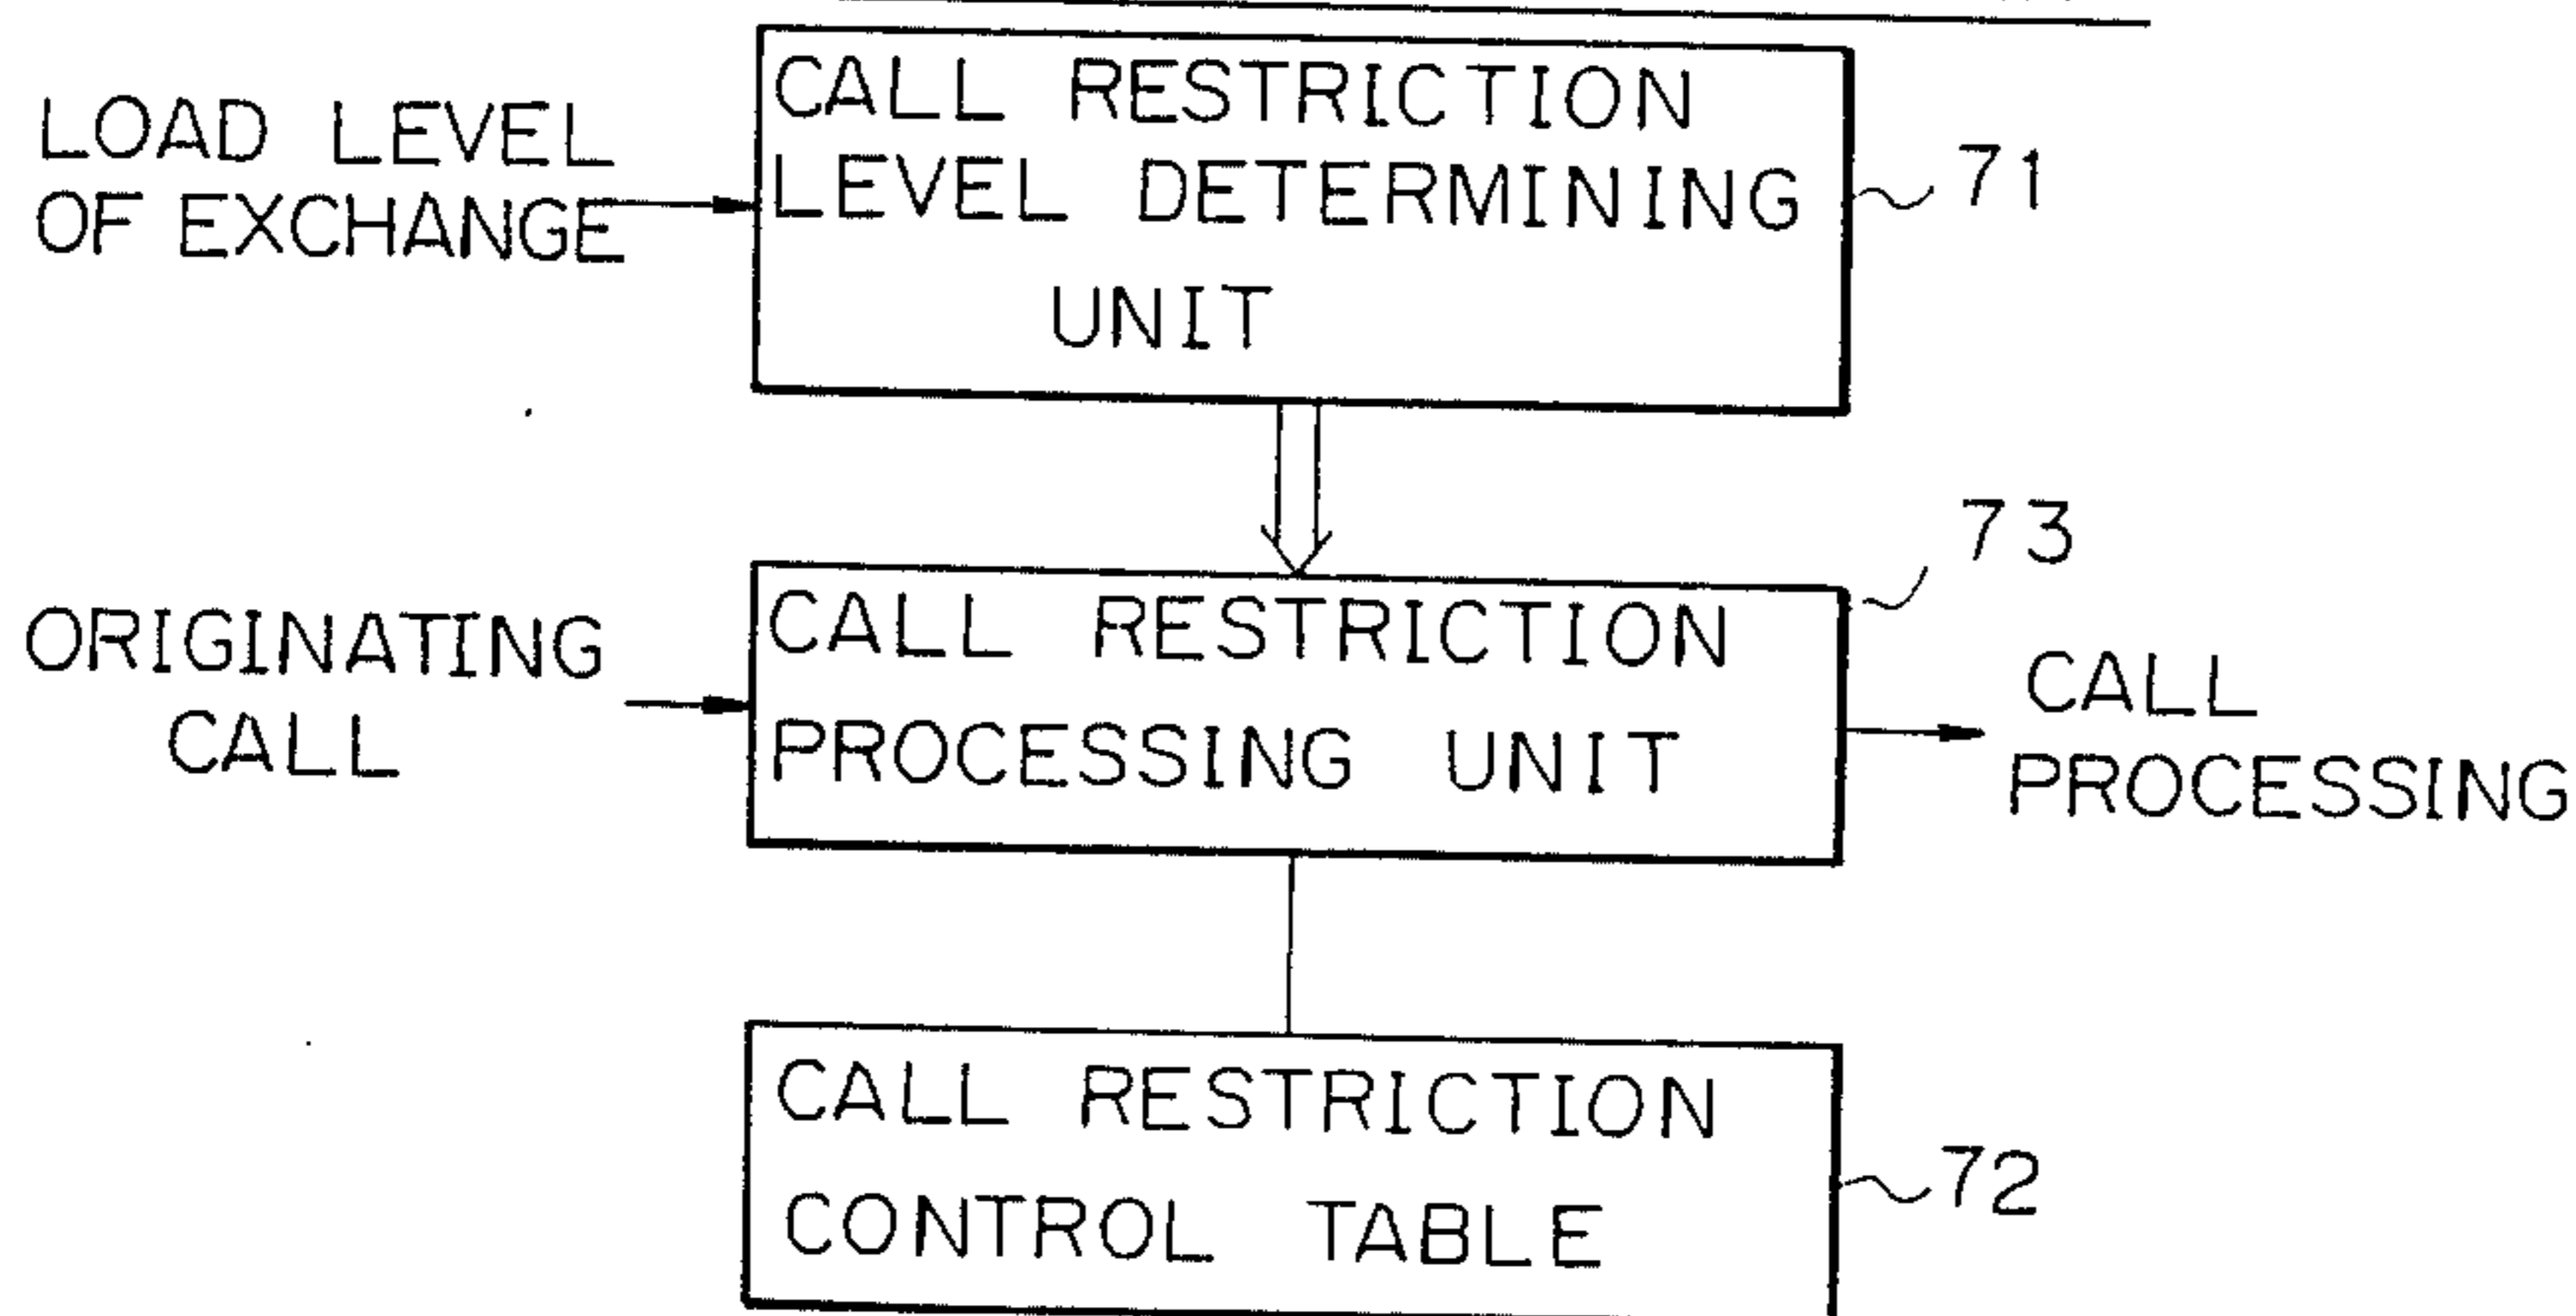 LOAD LEVEL
OF EXCHANGE
CALL RESTRICTION
LEVEL DETERMINING
UNIT
71
ORIGINATING
CALL
CALL RESTRICTION
PROCESSING UNIT
73
CALL
PROCESSING
CALL RESTRICTION
CONTROL TABLE
72